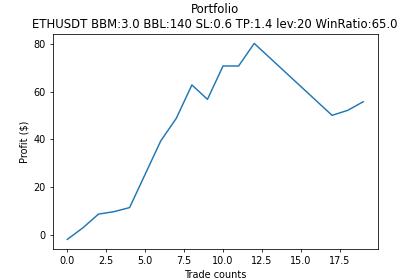 Portfolio
ETHUSDT BBM:3.0 BBL:140 SL:0.6 TP:1.4 lev:20 WinRatio:65.0
80
60
40
20
0
Profit ($)
0.0 2.5 5.0 7.5 10.0 12.5 15.0 17.5
Trade counts